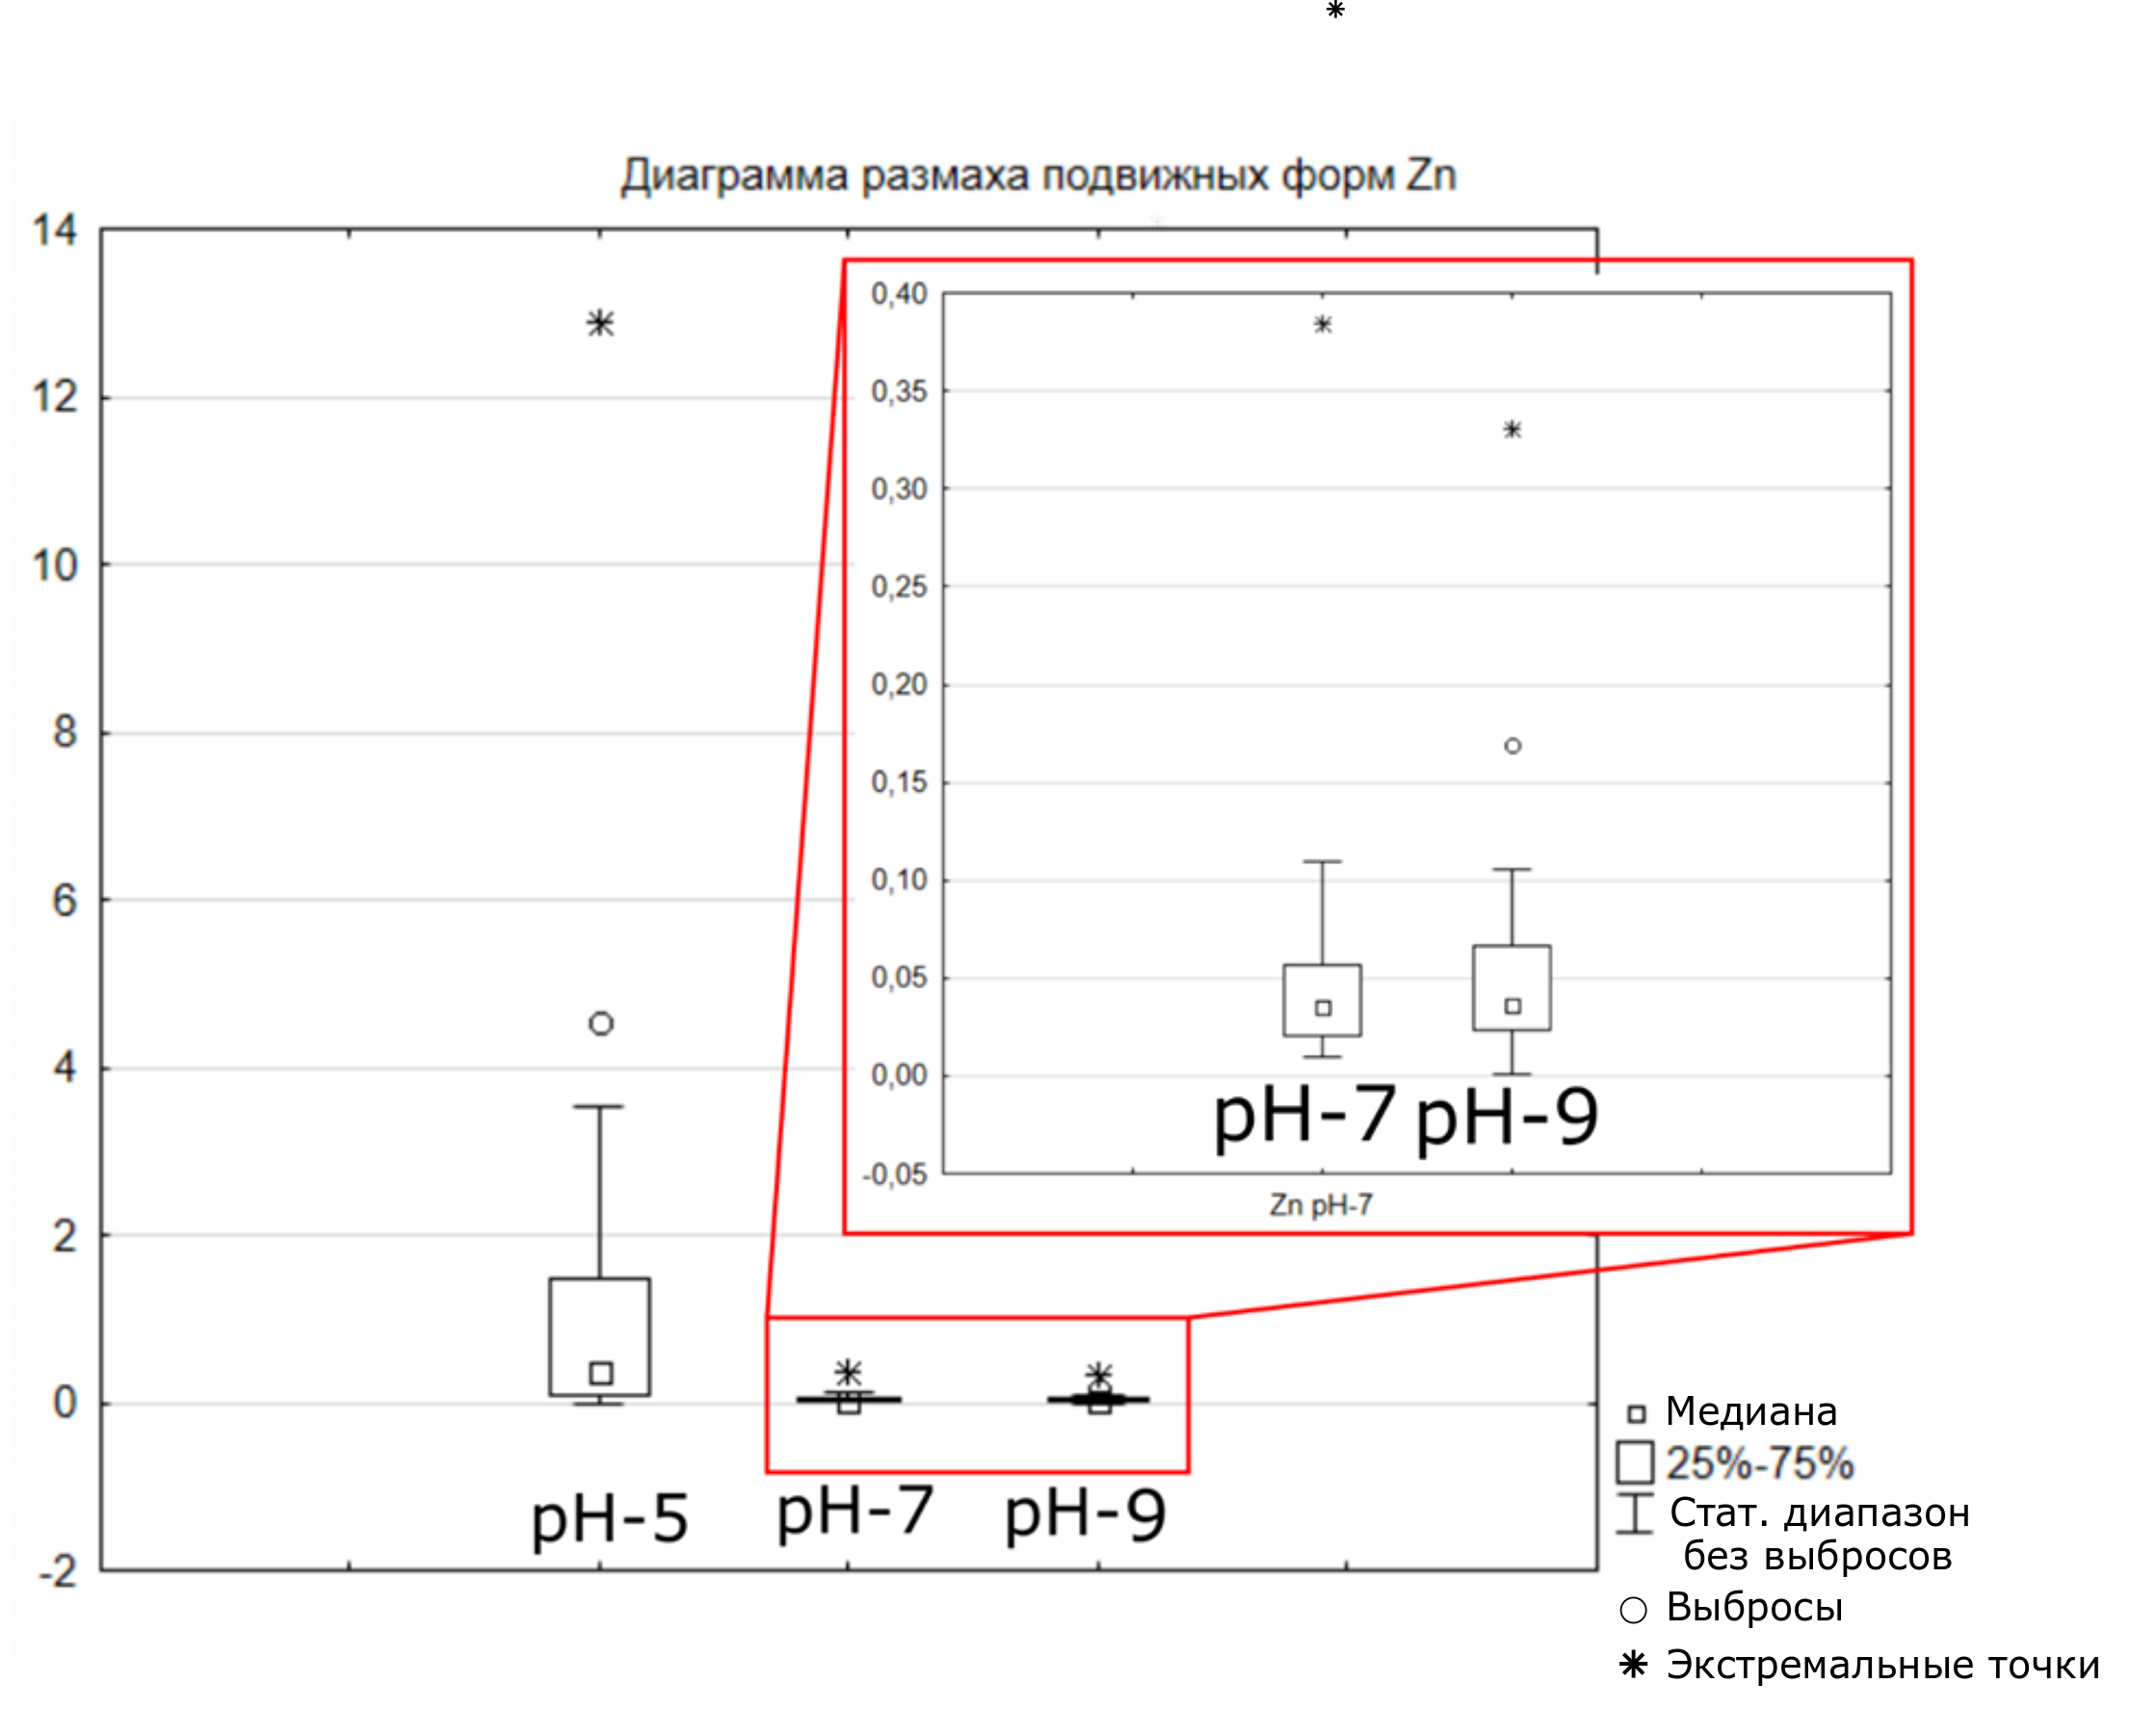 Диаграмма размаха подвижных форм Zn
14
12
10
8
6
4
2
0
-2
0,40
0,35
0,30
0,25
0,20
0,15
0,10
0,05
0,00
-0,05
pH-7 pH-9
Zn pH-7
pH-5 pH-7 pH-9
Медиана
25%-75%
Стат. диапазон
без выбросов
Выбросы
Экстремальные точки